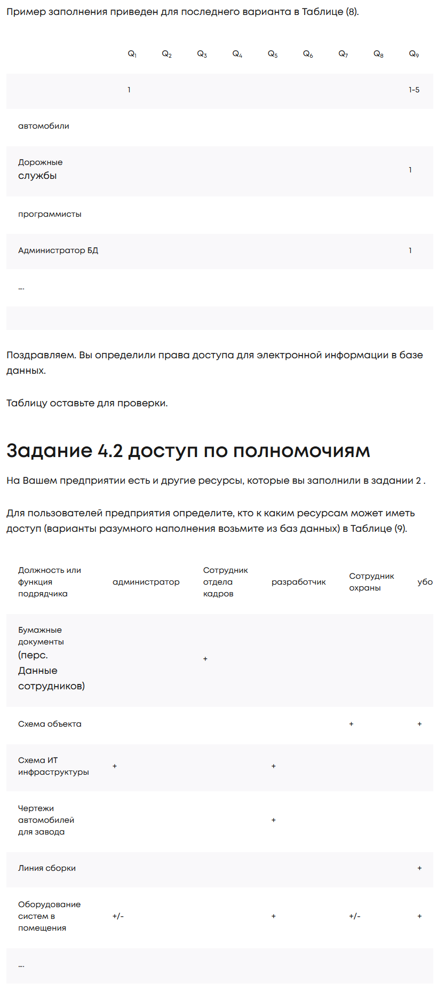 Пример заполнения приведен для последнего варианта в Таблице (8).
Q1 Q2 Q3 Q4 Q5 Q6 Q7 Q8 Q9
1 1-5
автомобили
Дорожные
службы
1
программисты
Администратор БД 1
....
Поздравляем. Вы определили права доступа для электронной информации в базе
данных.
Таблицу оставьте для проверки.
Задание 4.2 доступ по полномочиям
На Вашем предприятии есть и другие ресурсы, которые вы заполнили в задании 2 .
Для пользователей предприятия определите, кто к каким ресурсам может иметь
доступ (варианты разумного наполнения возьмите из баз данных) в Таблице (9).
Должность или
функция
подрядчика
администратор
Сотрудник
отдела
кадров
разработчик
Сотрудник
охраны
убо
Бумажные
документы
(перс.
Данные
сотрудников)
+
Схема объекта + +
Схема ИТ
инфраструктуры
+ +
Чертежи
автомобилей
для завода
+
Линия сборки +
Оборудование
систем в
помещения
+/- + +/- +
....